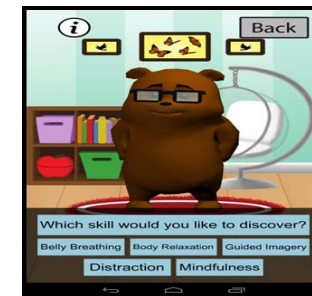 i
Back
Which skill would you like to discover?
Belly Breathing Body Relaxation Guided Imagery
Distraction Mindfulness